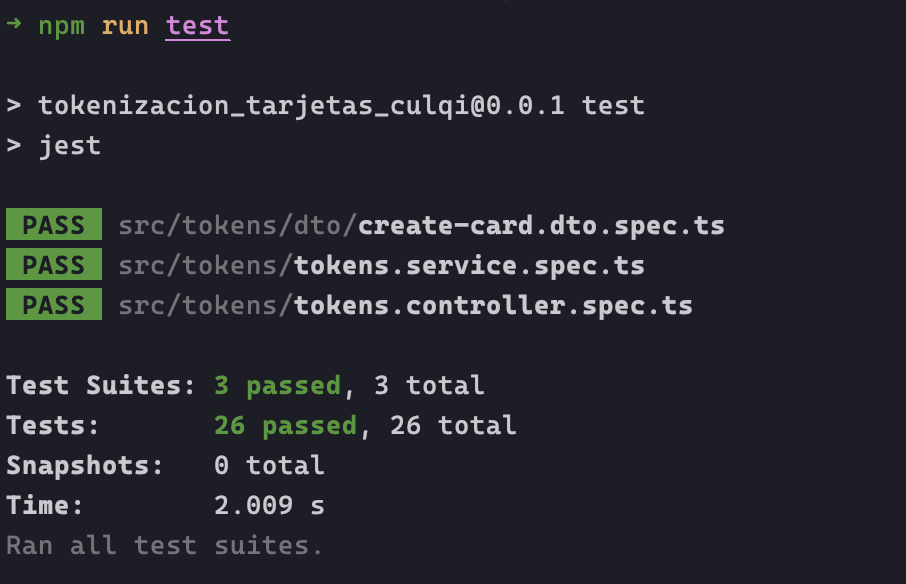 ➜ npm run test
> tokenizacion_tarjetas_culqi@0.0.1 test
> jest
PASS src/tokens/dto/create-card.dto.spec.ts
PASS src/tokens/tokens.service.spec.ts
PASS src/tokens/tokens.controller.spec.ts
Test Suites: 3 passed, 3 total
Tests: 26 passed, 26 total
Snapshots: 0 total
Time: 2.009 s
Ran all test suites.